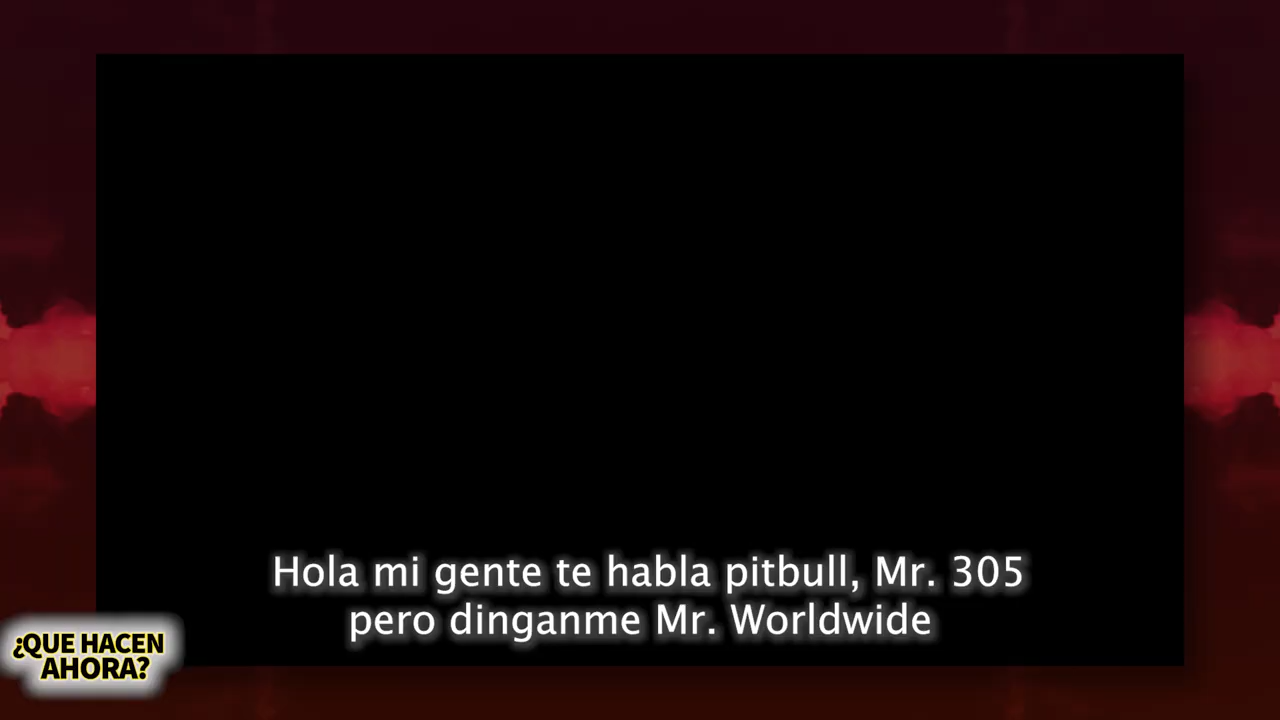 Hola mi gente te habla pitbull, Mr. 305
pero dinganme Mr. Worldwide
¿QUE HACEN
AHORA?